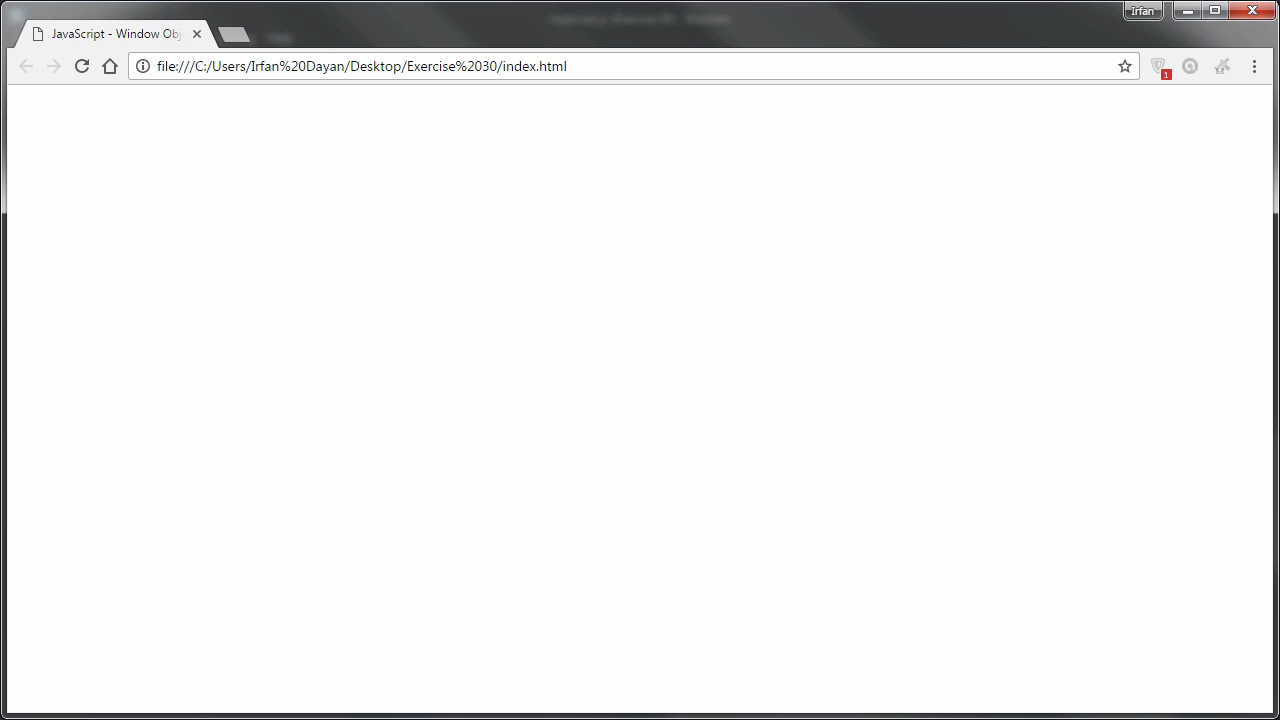 Irfan
JavaScript - Window Obj
file:///C:/Users/Irfan%20Dayan/Desktop/Exercise%2030/index.html
1